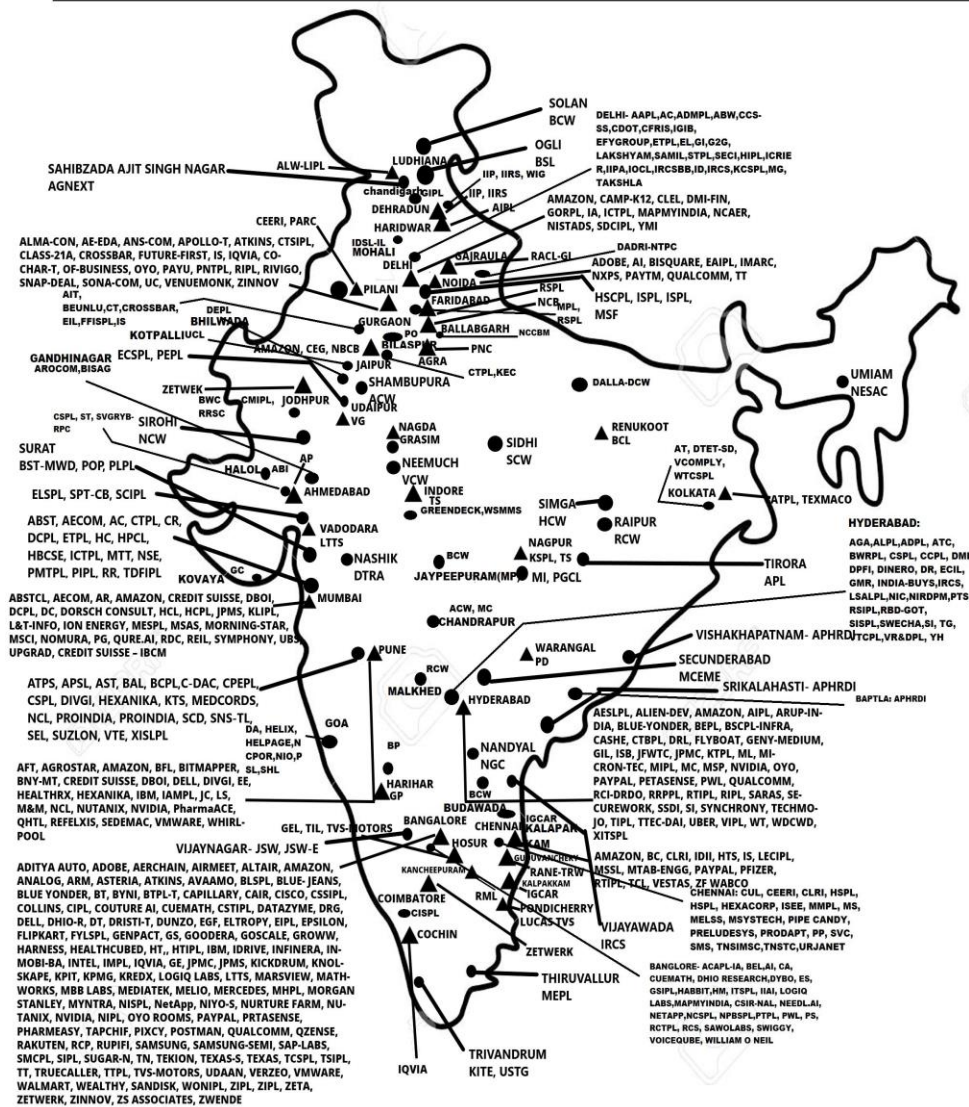 SOLAN
BCW
OGLI
BSL
DELHI- AAPL,AC,ADMPL,ABW,CCS-
SS,CDOT,CFRIS,IGIB,
EFYGROUP,ETPL,EL,GI,G2G,
LAKSHYAM,SAMIL,STPL,SECI,HIPL,ICRIE
R,IIPA,IOCL,IRCSBB,ID,IRCS,KCSPL,MG,
TAKSHLA
SAHIBZADA AJIT SINGH NAGAR
AGNEXT
ALW-LIPL
LUDHIANA
chandigarh
GIPL
IIP, IIRS, WIG
IIP, IIRS
DEHRADUN
AIPL
HARIDWAR
CEERI, PARC
IDSL-IL
MOHALI
AMAZON, CAMP-K12, CLEL, DMI-FIN,
GORPL, IA, ICTPL, MAPMYINDIA, NCAER,
NISTADS, SDCIPL, YMI
DADRI-NTPC
ALMA-CON, AE-EDA, ANS-COM, APOLLO-T, ATKINS, CTSIPL,
CLASS-21A, CROSSBAR, FUTURE-FIRST, IS, IQVIA, CO-
CHAR-T, OF-BUSINESS, OYO, PAYU, PNTPL, RIPL, RIVIGO,
SNAP-DEAL, SONA-COM, UC, VENUEMONK, ZINNOV
DELHI
GAJRAULA
RACL-GI
ADOBE, AI, BISQUARE, EAIPL, IMARC,
NXPS, PAYTM, QUALCOMM, TT
PILANI
NOIDA
RSPL
HSCPL, ISPL, ISPL,
MSF
AIT,
BEUNLU,CT,CROSSBAR,
EIL,FFISPL,IS
FARIDABAD
NCB
MPL,
RSPL
GURGAON
BALLABGARH
NCCBM
DEPL
BHILWADA
KOTPALLI
UCL
PO
BILASPUR
AMAZON, CEG, NBCB
AGRA
PNC
GANDHINAGAR
AROCOM,BISAG
ECSPL, PEPL
JAIPUR
CTPL,KEC
ZETWEK
SHAMBUPURA
ACW
DALLA-DCW
UMIAM
NESAC
BWC
RRSC
CMIPL,
JODHPUR
UDAIPUR
VG
CSPL, ST, SVGRYB-
RPC
SIROHI
NCW
NAGDA
GRASIM
SIDHI
SCW
RENUKOOT
BCL
SURAT
BST-MWD, POP, PLPL
AP
HALOL
ABI
NEEMUCH
VCW
AT, DTET-SD,
VCOMPLY,
WTCSPL
KOLKATA
TATPL, TEXMACO
ELSPL, SPT-CB, SCIPL
AHMEDABAD
INDORE
TS
GREENDECK,WSMMS
SIMGA
HCW
RAIPUR
RCW
ABST, AECOM, AC, CTPL, CR,
DCPL, ETPL, HC, HPCL,
HBCSE, ICTPL, MTT, NSE,
PMTPL, PIPL, RR, TDFIPL
VADODARA
LTTS
NASHIK
DTRA
BCW
JAYPEEPURAM(MP)
NAGPUR
KSPL, TS
MI, PGCL
TIRORA
APL
HYDERABAD:
AGA,ALPL,ADPL, ATC,
BWRPL, CSPL, CCPL, DMI
DPFI, DINERO, DR, ECIL,
GMR, INDIA-BUYS,IRCS,
LSALPL,NIC,NIRDPM,PTS
RSIPL,RBD-GOT,
SISPL,SWECHA,SI, TG,
TTCPL,VR&DPL, YH
KOVAYA
GC
MUMBAI
ABSTCL, AECOM, AR, AMAZON, CREDIT SUISSE, DBOI,
DCPL, DC, DORSCH CONSULT, HCL, HCPL, JPMS, KLIPL,
L&T-INFO, ION ENERGY, MESPL, MSAS, MORNING-STAR,
MSCI, NOMURA, PG, QURE.AI, RDC, REIL, SYMPHONY, UBS,
UPGRAD, CREDIT SUISSE – IBCM
ACW, MC
CHANDRAPUR
PUNE
WARANGAL
PD
VISHAKHAPATNAM- APHRDI
RCW
MALKHED
SECUNDERABAD
MCEME
SRIKALAHASTI- APHRDI
BAPTLA: APHRDI
ATPS, APSL, AST, BAL, BCPL,C-DAC, CPEPL,
CSPL, DIVGI, HEXANIKA, KTS, MEDCORDS,
NCL, PROINDIA, PROINDIA, SCD, SNS-TL,
SEL, SUZLON, VTE, XISLPL
HYDERABAD
GOA
DA, HELIX,
HELPAGE,N
CPOR,NIO,P
SL,SHL
BP
NANDYAL
NGC
AESLPL, ALIEN-DEV, AMAZON, AIPL, ARUP-IN-
DIA, BLUE-YONDER, BEPL, BSCPL-INFRA,
CASHE, CTBPL, DRL, FLYBOAT, GENY-MEDIUM,
GIL, ISB, JFWTC, JPMC, KTPL, ML, MI-
CRON-TEC, MIPL, MC, MSP, NVIDIA, OYO,
PAYPAL, PETASENSE, PWL, QUALCOMM,
RCI-DRDO, RRPPL, RTIPL, RIPL, SARAS, SE-
CUREWORK, SSDI, SI, SYNCHRONY, TECHMO-
JO, TIPL, TTEC-DAI, UBER, VIPL, WT, WDCWD,
XITSPL
AFT, AGROSTAR, AMAZON, BFL, BITMAPPER,
BNY-MT, CREDIT SUISSE, DBOI, DELL, DIVGI, EE,
HEALTHRX, HEXANIKA, IBM, IAMPL, JC, LS,
M&M, NCL, NUTANIX, NVIDIA, PharmaACE,
QHTL, REFELXIS, SEDEMAC, VMWARE, WHIRL-
POOL
HARIHAR
GP
BCW
BUDAWADA
GEL, TIL, TVS-MOTORS
BANGALORE
IGCAR
CHENNAI
KALAPAKKAM
VIJAYNAGAR- JSW, JSW-E
HOSUR
GUDUVANCHERY
RANE-TRW
AMAZON, BC, CLRI, IDII, HTS, IS, LECIPL,
MSSL, MTAB-ENGG, PAYPAL, PFIZER,
RTIPL, TCL, VESTAS, ZF WABCO
KANCHEEPURAM
COIMBATORE
KALPAKKAM
IGCAR
RML
CISPL
PONDICHERRY
LUCAS TVS
CHENNAI: CUL, CEERI, CLRI, HSPL,
HSPL, HEXACORP, ISEE, MMPL, MS,
MELSS, MSYSTECH, PIPE CANDY,
PRELUDESYS, PRODAPT, PP, SVC,
SMS, TNSIMSC,TNSTC,URJANET
VIJAYAWADA
IRCS
COCHIN
ZETWERK
ADITYA AUTO, ADOBE, AERCHAIN, AIRMEET, ALTAIR, AMAZON,
ANALOG, ARM, ASTERIA, ATKINS, AVAAMO, BLSPL, BLUE-JEANS,
BLUE YONDER, BT, BYNI, BTPL-T, CAPILLARY, CAIR, CISCO, CSSIPL,
COLLINS, CIPL, COUTURE AI, CUEMATH, CSTIPL, DATAZYME, DRG,
DELL, DHIO-R, DT, DRISTI-T, DUNZO, EGF, ELTROPY, EIPL, EPSILON,
FLIPKART, FYLSPL, GENPACT, GS, GOODERA, GOSCALE, GROWW,
HARNESS, HEALTHCUBED, HT,, HTIPL, IBM, IDRIVE, INFINERA, IN-
MOBI-BA, INTEL, IMPL, IQVIA, GE, JPMC, JPMS, KICKDRUM, KNOL-
SKAPE, KPIT, KPMG, KREDX, LOGIQ LABS, LTTS, MARSVIEW, MATH-
WORKS, MBB LABS, MEDIATEK, MELIO, MERCEDES, MHPL, MORGAN
STANLEY, MYNTRA, NISPL, NetApp, NIYO-S, NURTURE FARM, NU-
TANIX, NVIDIA, NIPL, OYO ROOMS, PAYPAL, PRTASENSE,
PHARMEASY, TAPCHIF, PIXCY, POSTMAN, QUALCOMM, QZENSE,
RAKUTEN, RCP, RUPIFI, SAMSUNG, SAMSUNG-SEMI, SAP-LABS,
SMCPL, SIPL, SUGAR-N, TN, TEKION, TEXAS-S, TEXAS, TCSPL, TSIPL,
TT, TRUECALLER, TTPL, TVS-MOTORS, UDAAN, VERZEO, VMWARE,
WALMART, WEALTHY, SANDISK, WONIPL, ZIPL, ZIPL, ZETA,
ZETWERK, ZINNOV, ZS ASSOCIATES, ZWENDE
THIRUVALLUR
MEPL
BANGLORE- ACAPL-IA, BEL,AI, CA,
CUEMATH, DHIO RESEARCH,DYBO, ES,
GSIPL,HABBIT,HM, ITSPL, IIAI, LOGIQ
LABS,MAPMYINDIA, CSIR-NAL, NEEDL.AI,
NETAPP,NCSPL, NPBSPL,PTPL, PWL, PS,
RCTPL, RCS, SAWOLABS, SWIGGY,
VOICEQUBE, WILLIAM O NEIL
IQVIA
TRIVANDRUM
KITE, USTG